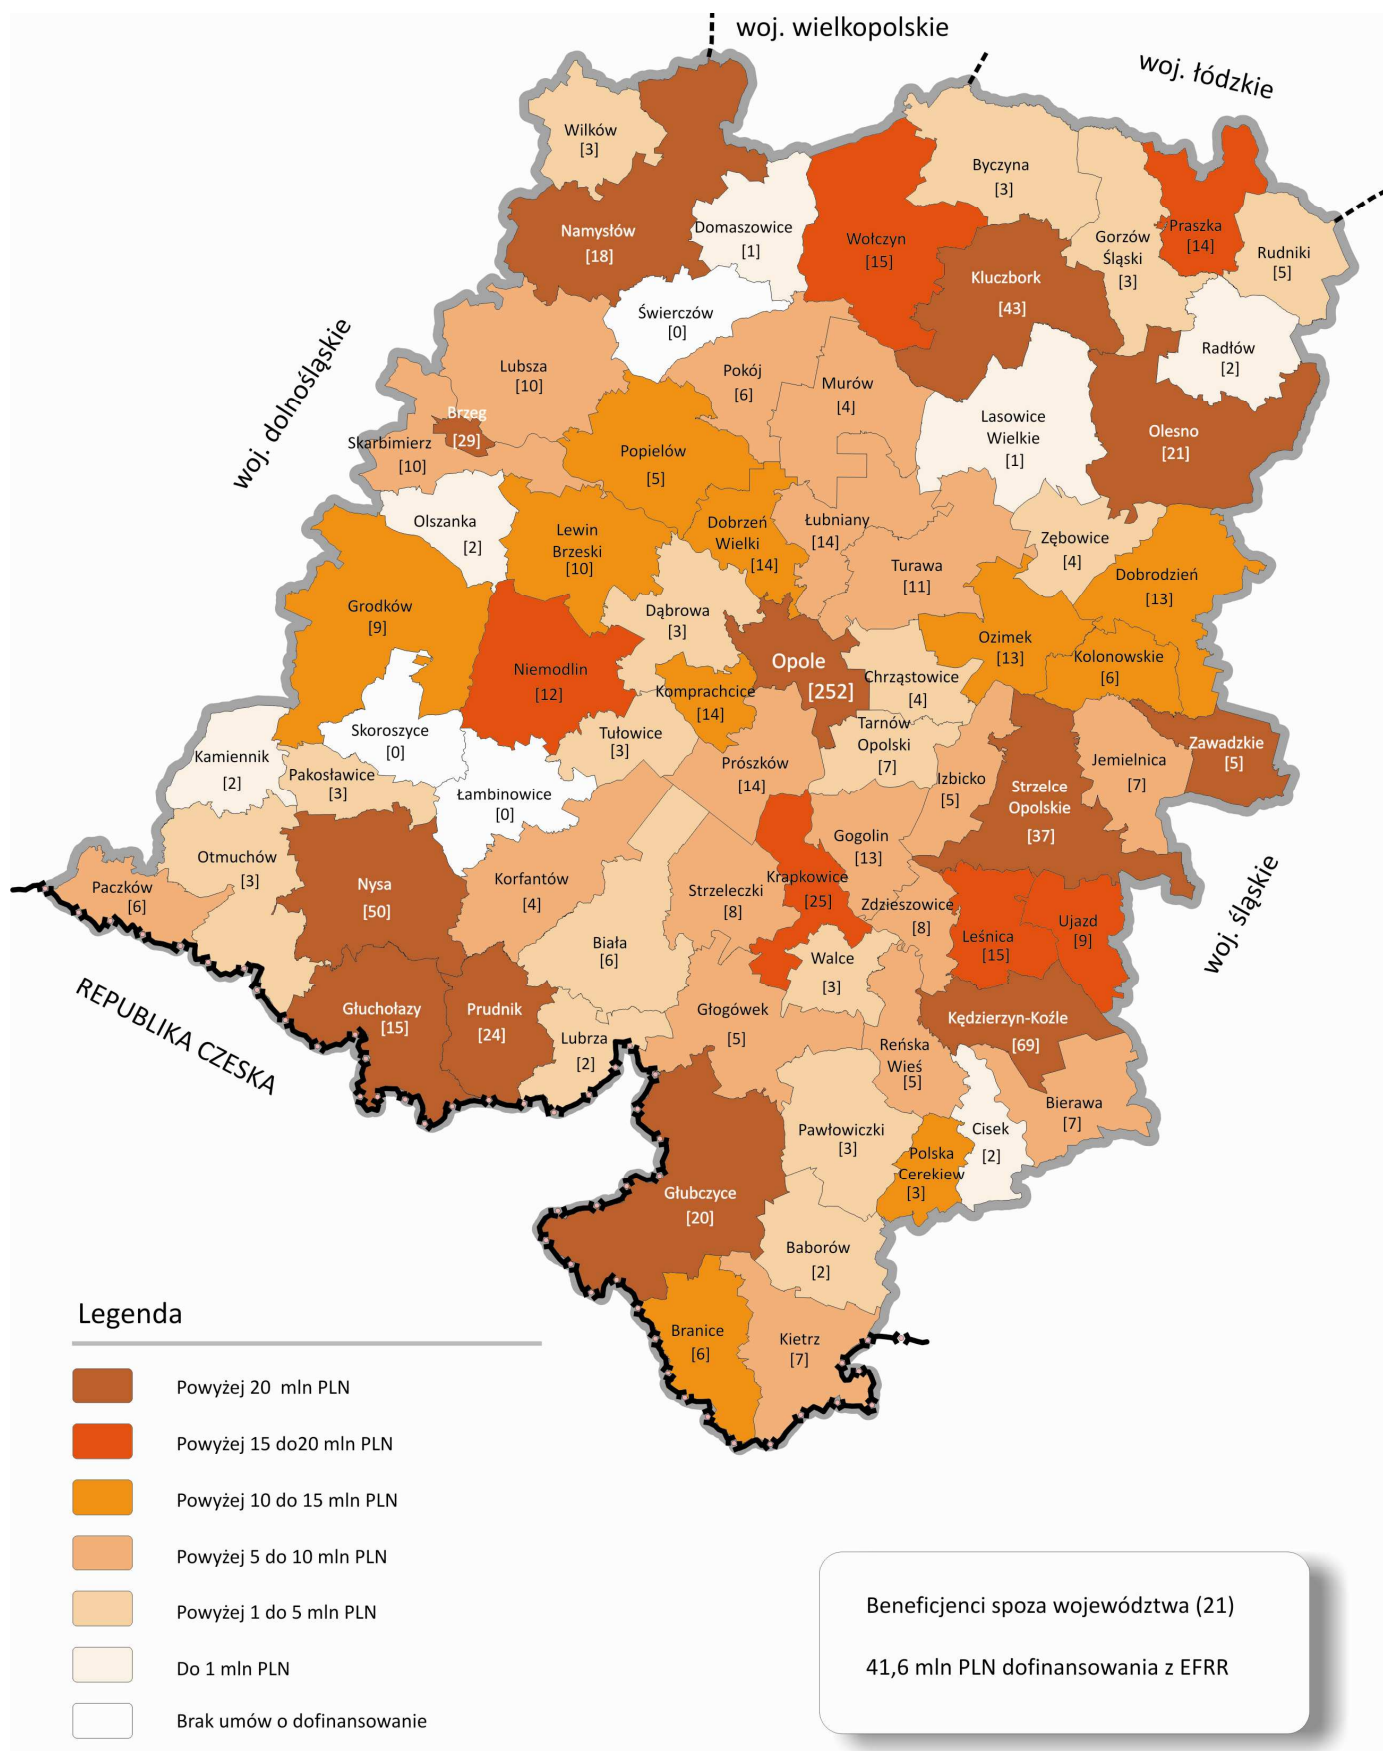 woj. wielkopolskie
woj. łódzkie
Wilków
[3]
Byczyna
[3]
Namysłów
[18]
Domaszowice
[1]
Wołczyn
[15]
Praszka
[14]
Gorzów
Śląski
[3]
Rudniki
[5]
Kluczbork
[43]
Świerczów
[0]
Radłów
[2]
woj. dolnośląskie
Lubsza
[10]
Pokój
[6]
Murów
[4]
Brzeg
[29]
Skarbimierz
[10]
Lasowice
Wielkie
[1]
Olesno
[21]
Popielów
[5]
Olszanka
[2]
Lewin
Brzeski
[10]
Dobrzeń
Wielki
[14]
Łubniany
[14]
Turawa
[11]
Zębowice
[4]
Dobrodzień
[13]
Grodków
[9]
Dąbrowa
[3]
Ozimek
[13]
Kolonowskie
[6]
Niemodlin
[12]
Opole
[252]
Komprachcice
[14]
Chrząstowice
[4]
Skoroszyce
[0]
Tułowice
[3]
Tarnów
Opolski
[7]
Zawadzkie
[5]
Kamiennik
[2]
Pakosławice
[3]
Prószków
[14]
Izbicko
[5]
Strzelce
Opolskie
[37]
Jemielnica
[7]
Łambinowice
[0]
Gogolin
[13]
Otmuchów
[3]
Paczków
[6]
Nysa
[50]
Korfantów
[4]
Strzeleczki
[8]
Krapkowice
[25]
Zdzieszowice
[8]
Leśnica
[15]
Ujazd
[9]
woj. śląskie
Biała
[6]
Walce
[3]
REPUBLIKA CZESKA
Głuchołazy
[15]
Prudnik
[24]
Głogówek
[5]
Kędzierzyn-Koźle
[69]
Lubrza
[2]
Reńska
Wieś
[5]
Bierawa
[7]
Pawłowiczki
[3]
Cisek
[2]
Polska
Cerekiew
[3]
Głubczyce
[20]
Baborów
[2]
Branice
[6]
Kietrz
[7]
Legenda
Powyżej 20 mln PLN
Powyżej 15 do20 mln PLN
Powyżej 10 do 15 mln PLN
Powyżej 5 do 10 mln PLN
Powyżej 1 do 5 mln PLN
Do 1 mln PLN
Brak umów o dofinansowanie
Beneficjenci spoza województwa (21)
41,6 mln PLN dofinansowania z EFRR